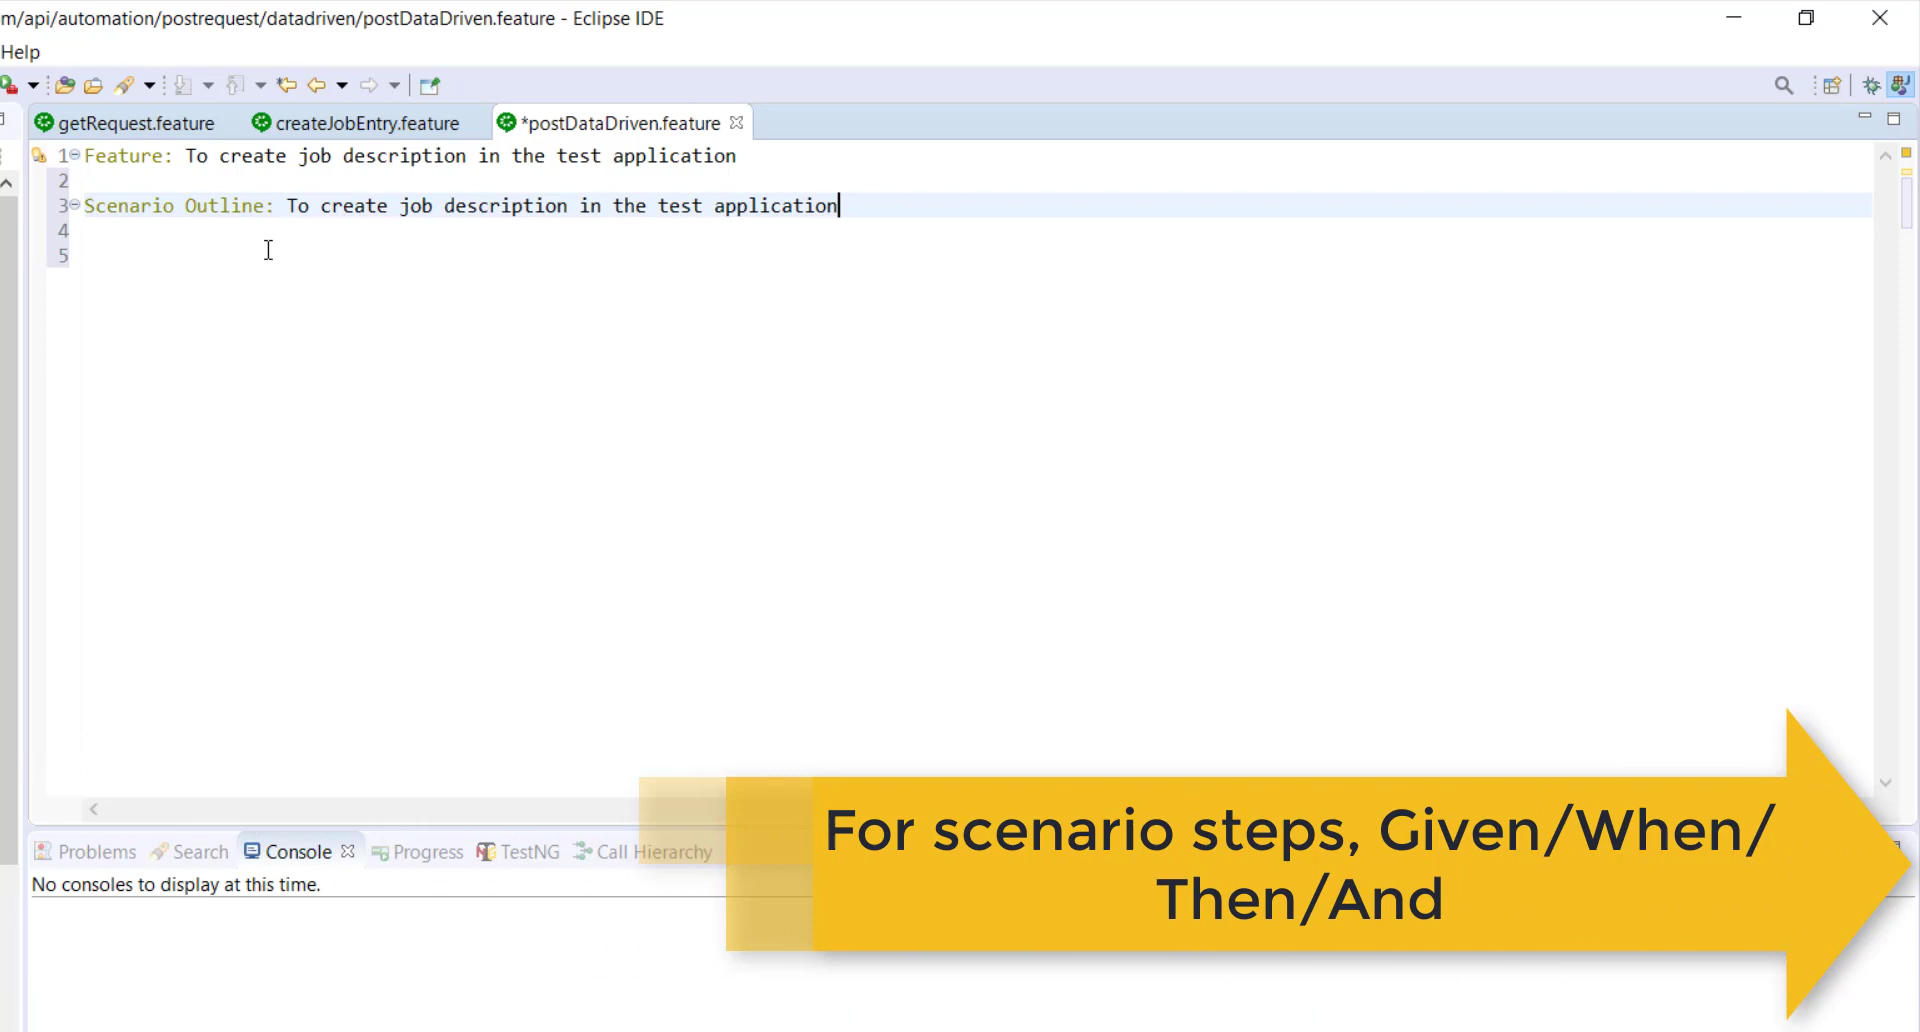 m/api/automation/postrequest/datadriven/postDataDriven.feature - Eclipse IDE
Help
getRequest.feature createJobEntry.feature *postDataDriven.feature
1 Feature: To create job description in the test application
2
3 Scenario Outline: To create job description in the test application
4
5
Problems Search Console Progress TestNG Call Hierarchy
No consoles to display at this time.
For scenario steps, Given/When/
Then/And